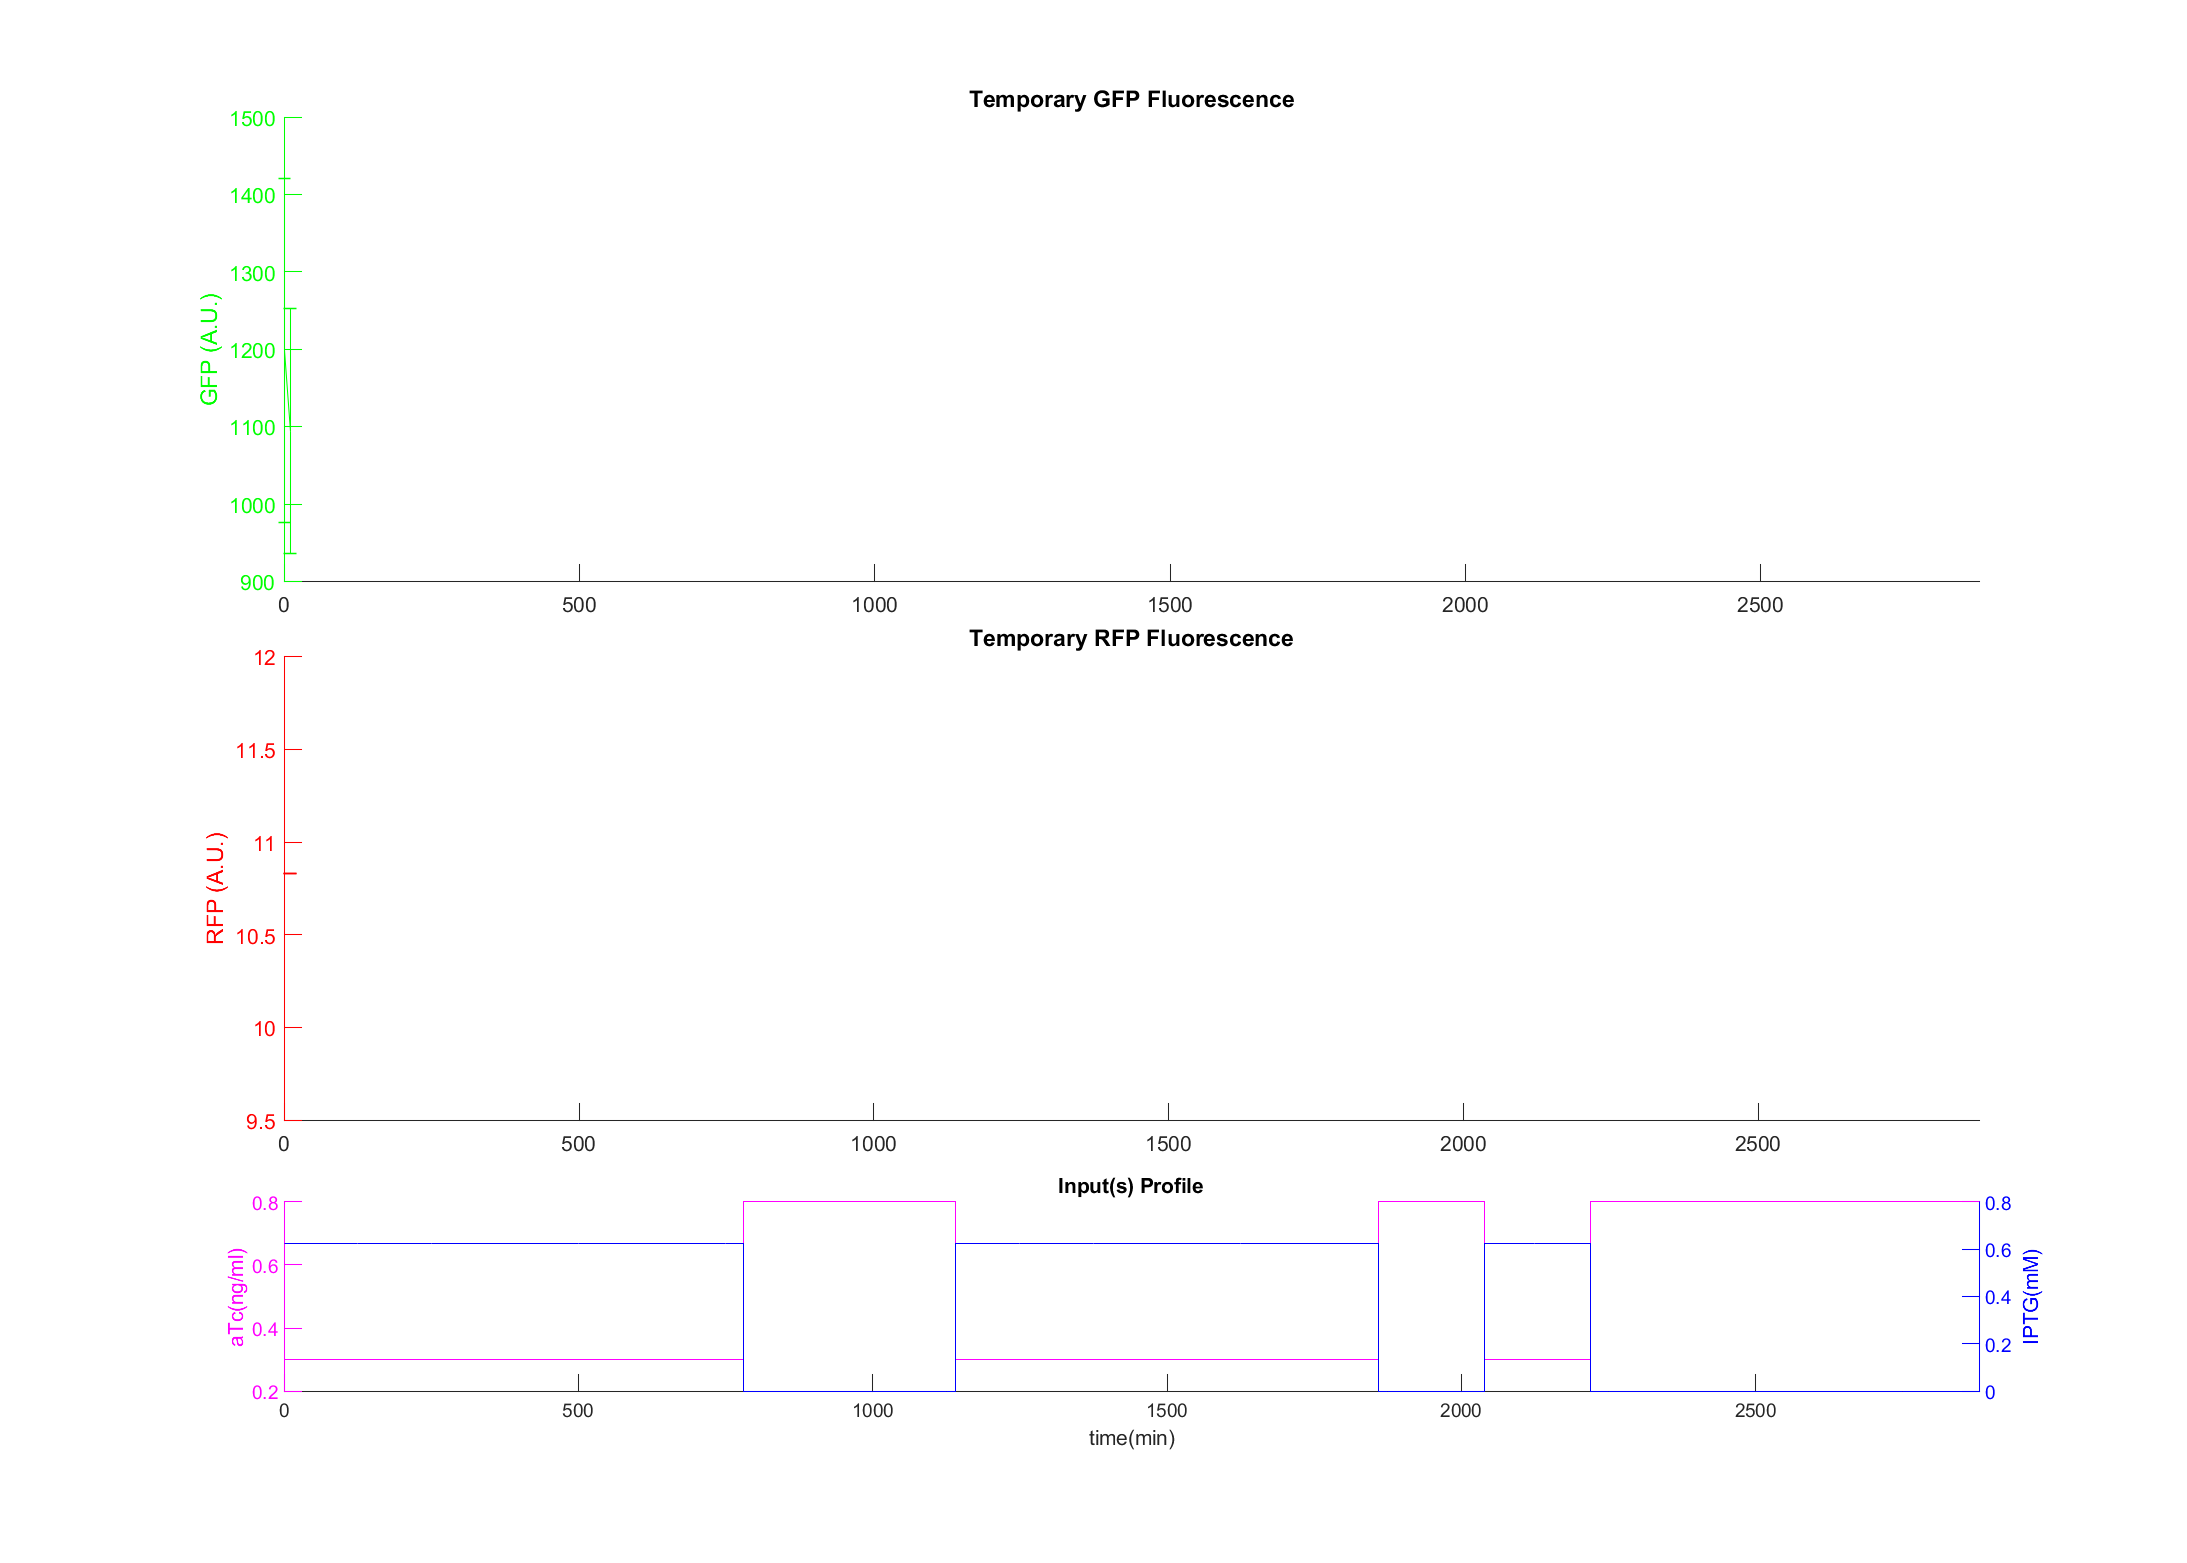 Temporary GFP Fluorescence
1500
1400
1300
1200
1100
1000
900
GFP (A.U.)
0 500 1000 1500 2000 2500
Temporary RFP Fluorescence
12
11.5
11
10.5
10
9.5
RFP (A.U.)
0 500 1000 1500 2000 2500
Input(s) Profile
0.8
0.6
0.4
0.2
aTc(ng/ml)
0.8
0.6
0.4
0.2
0
IPTG(mM)
0 500 1000 1500 2000 2500
time(min)